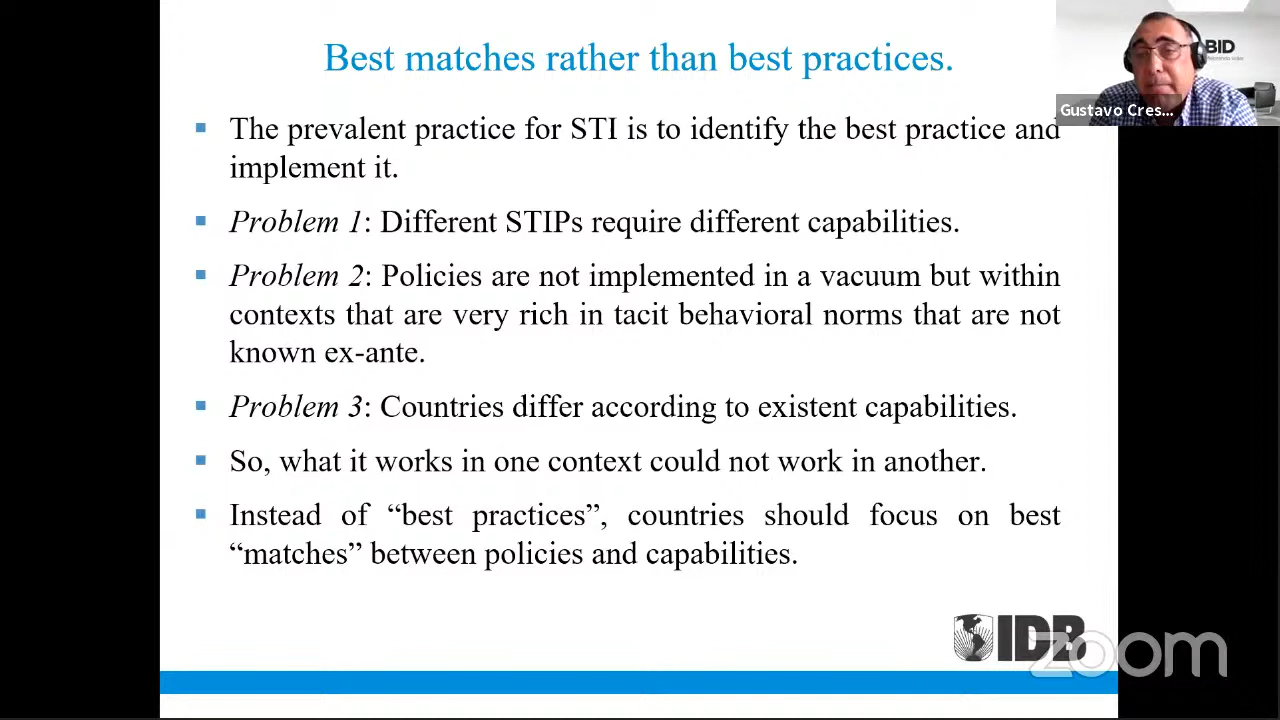 Best matches rather than best practices.
BID
Gustavo Cres...
▪ The prevalent practice for STI is to identify the best practice and
implement it.
▪ Problem 1: Different STIPs require different capabilities.
▪ Problem 2: Policies are not implemented in a vacuum but within
contexts that are very rich in tacit behavioral norms that are not
known ex-ante.
▪ Problem 3: Countries differ according to existent capabilities.
▪ So, what it works in one context could not work in another.
▪ Instead of “best practices”, countries should focus on best
“matches” between policies and capabilities.
IDB
zoom